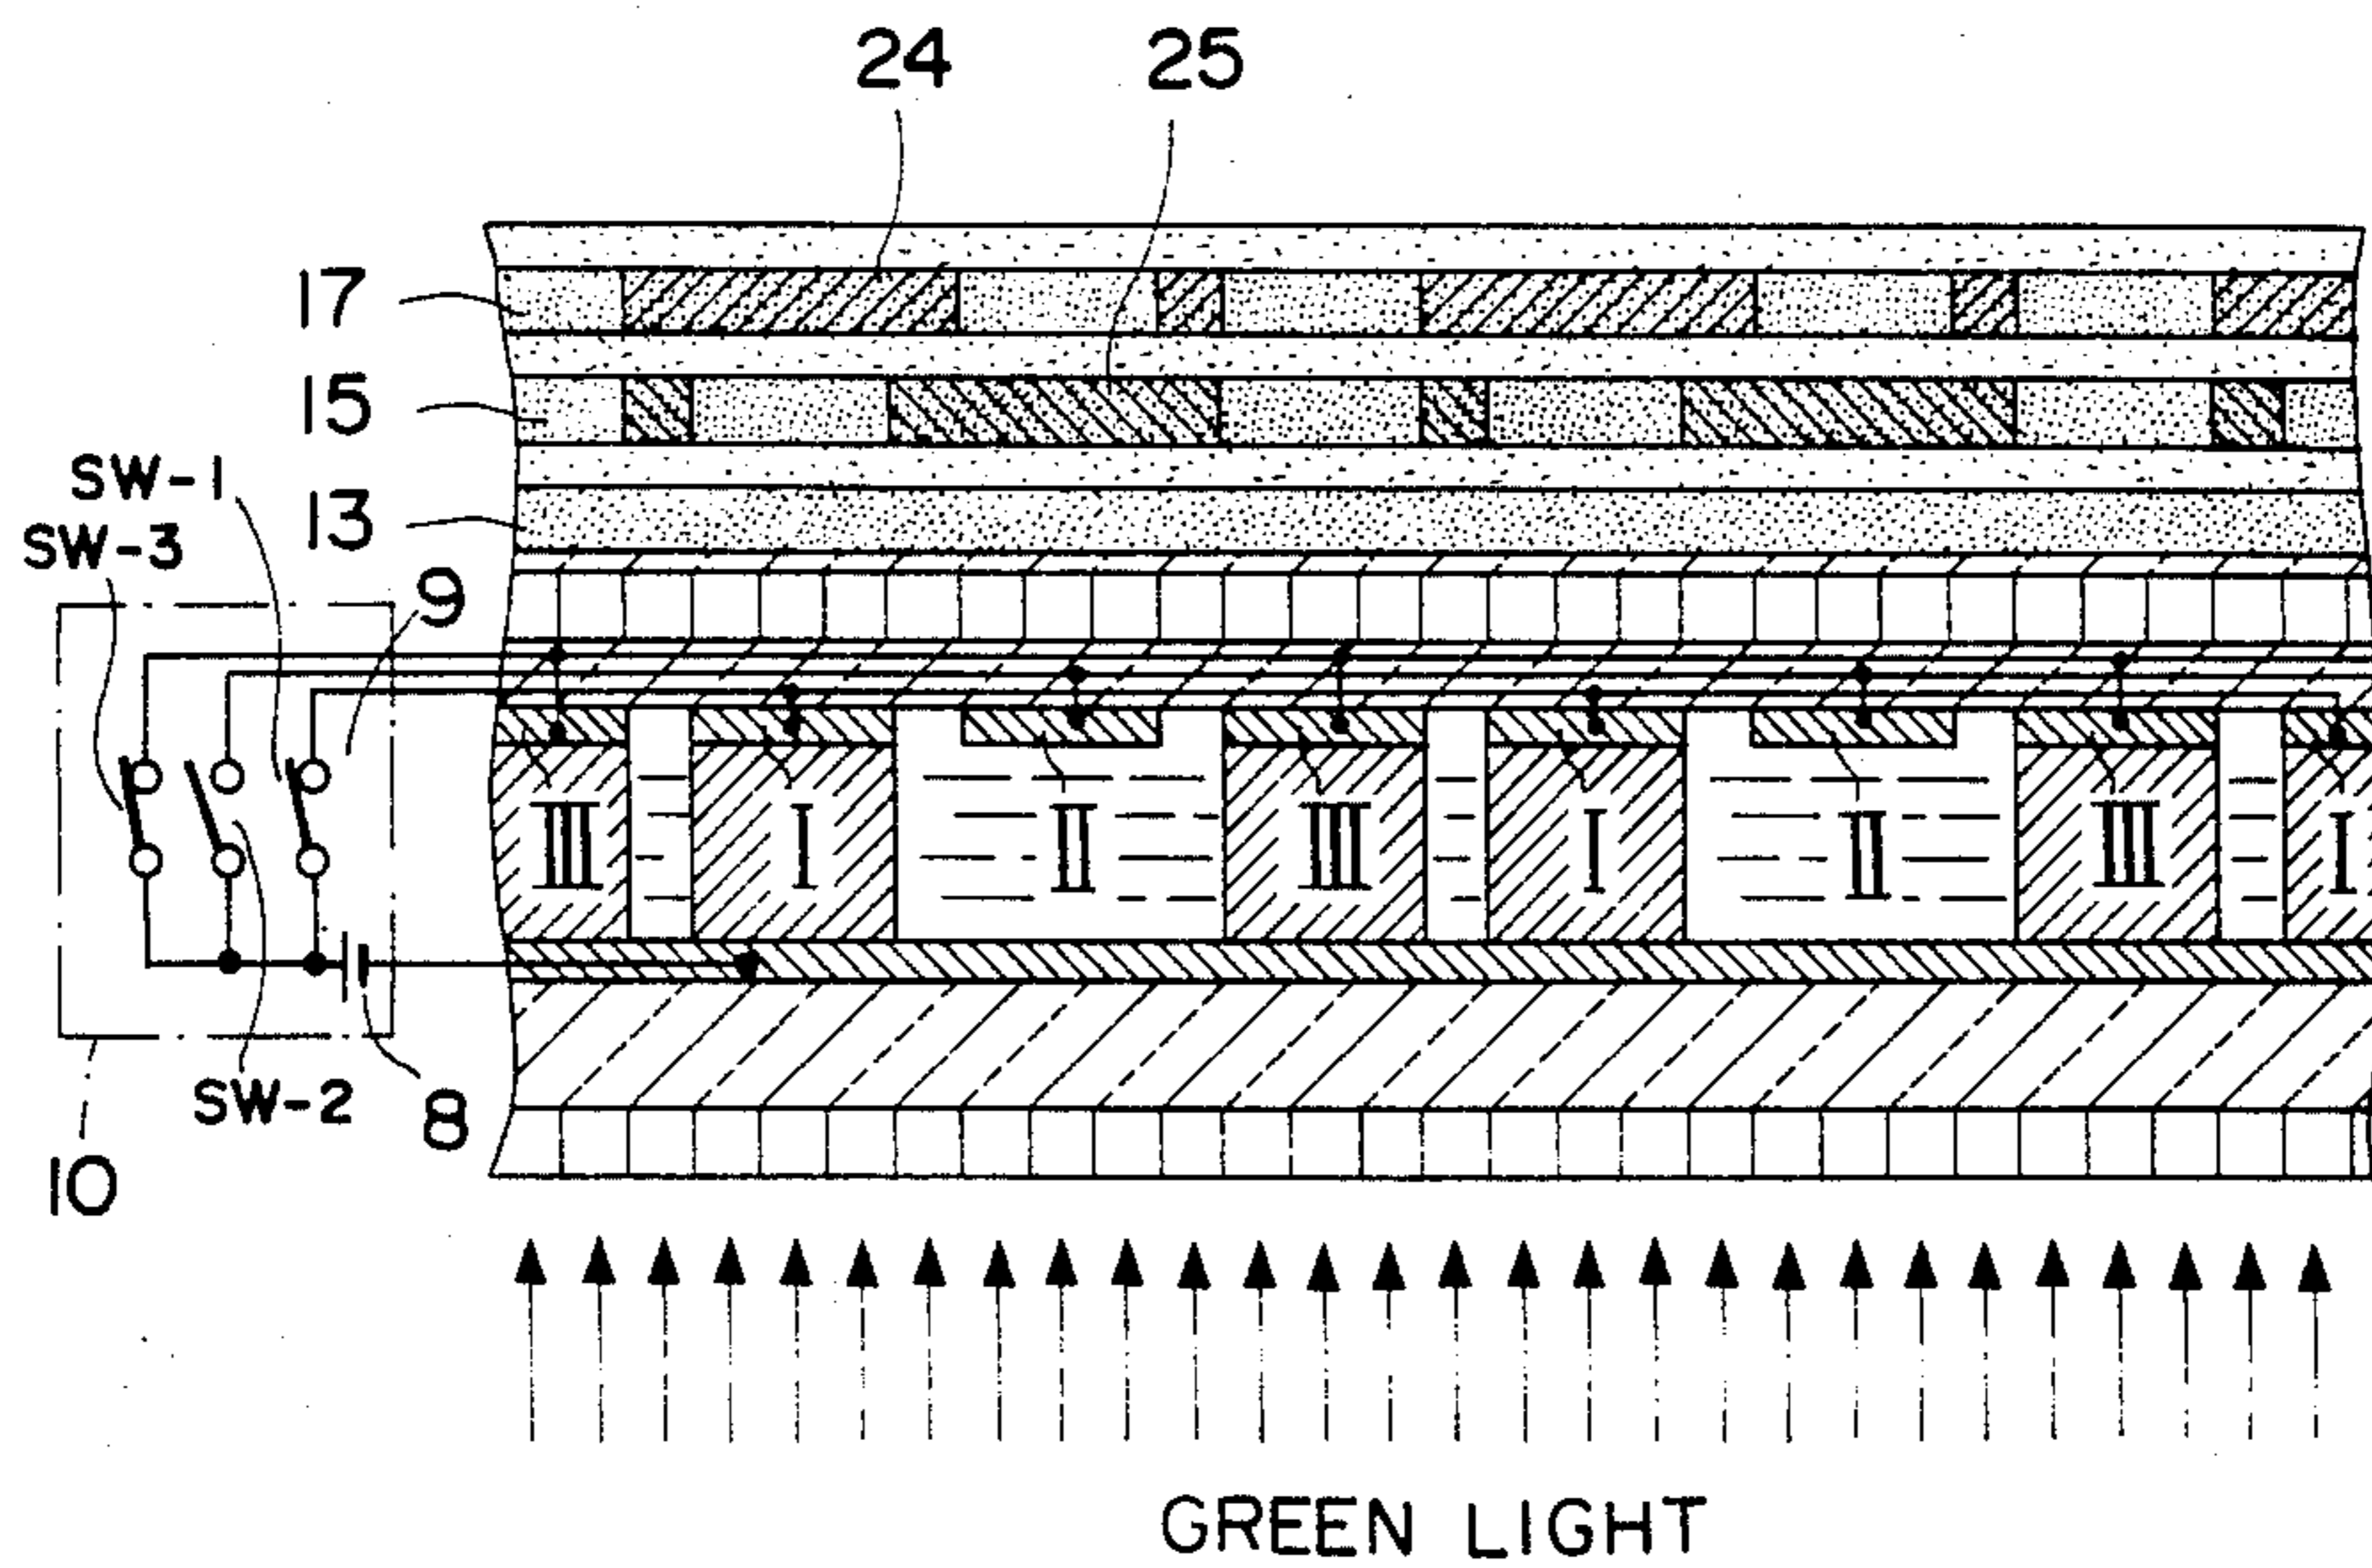 24 25
17
15
SW-1
13
SW-3
9
III I II III I II III I
SW-2
8
10
GREEN LIGHT